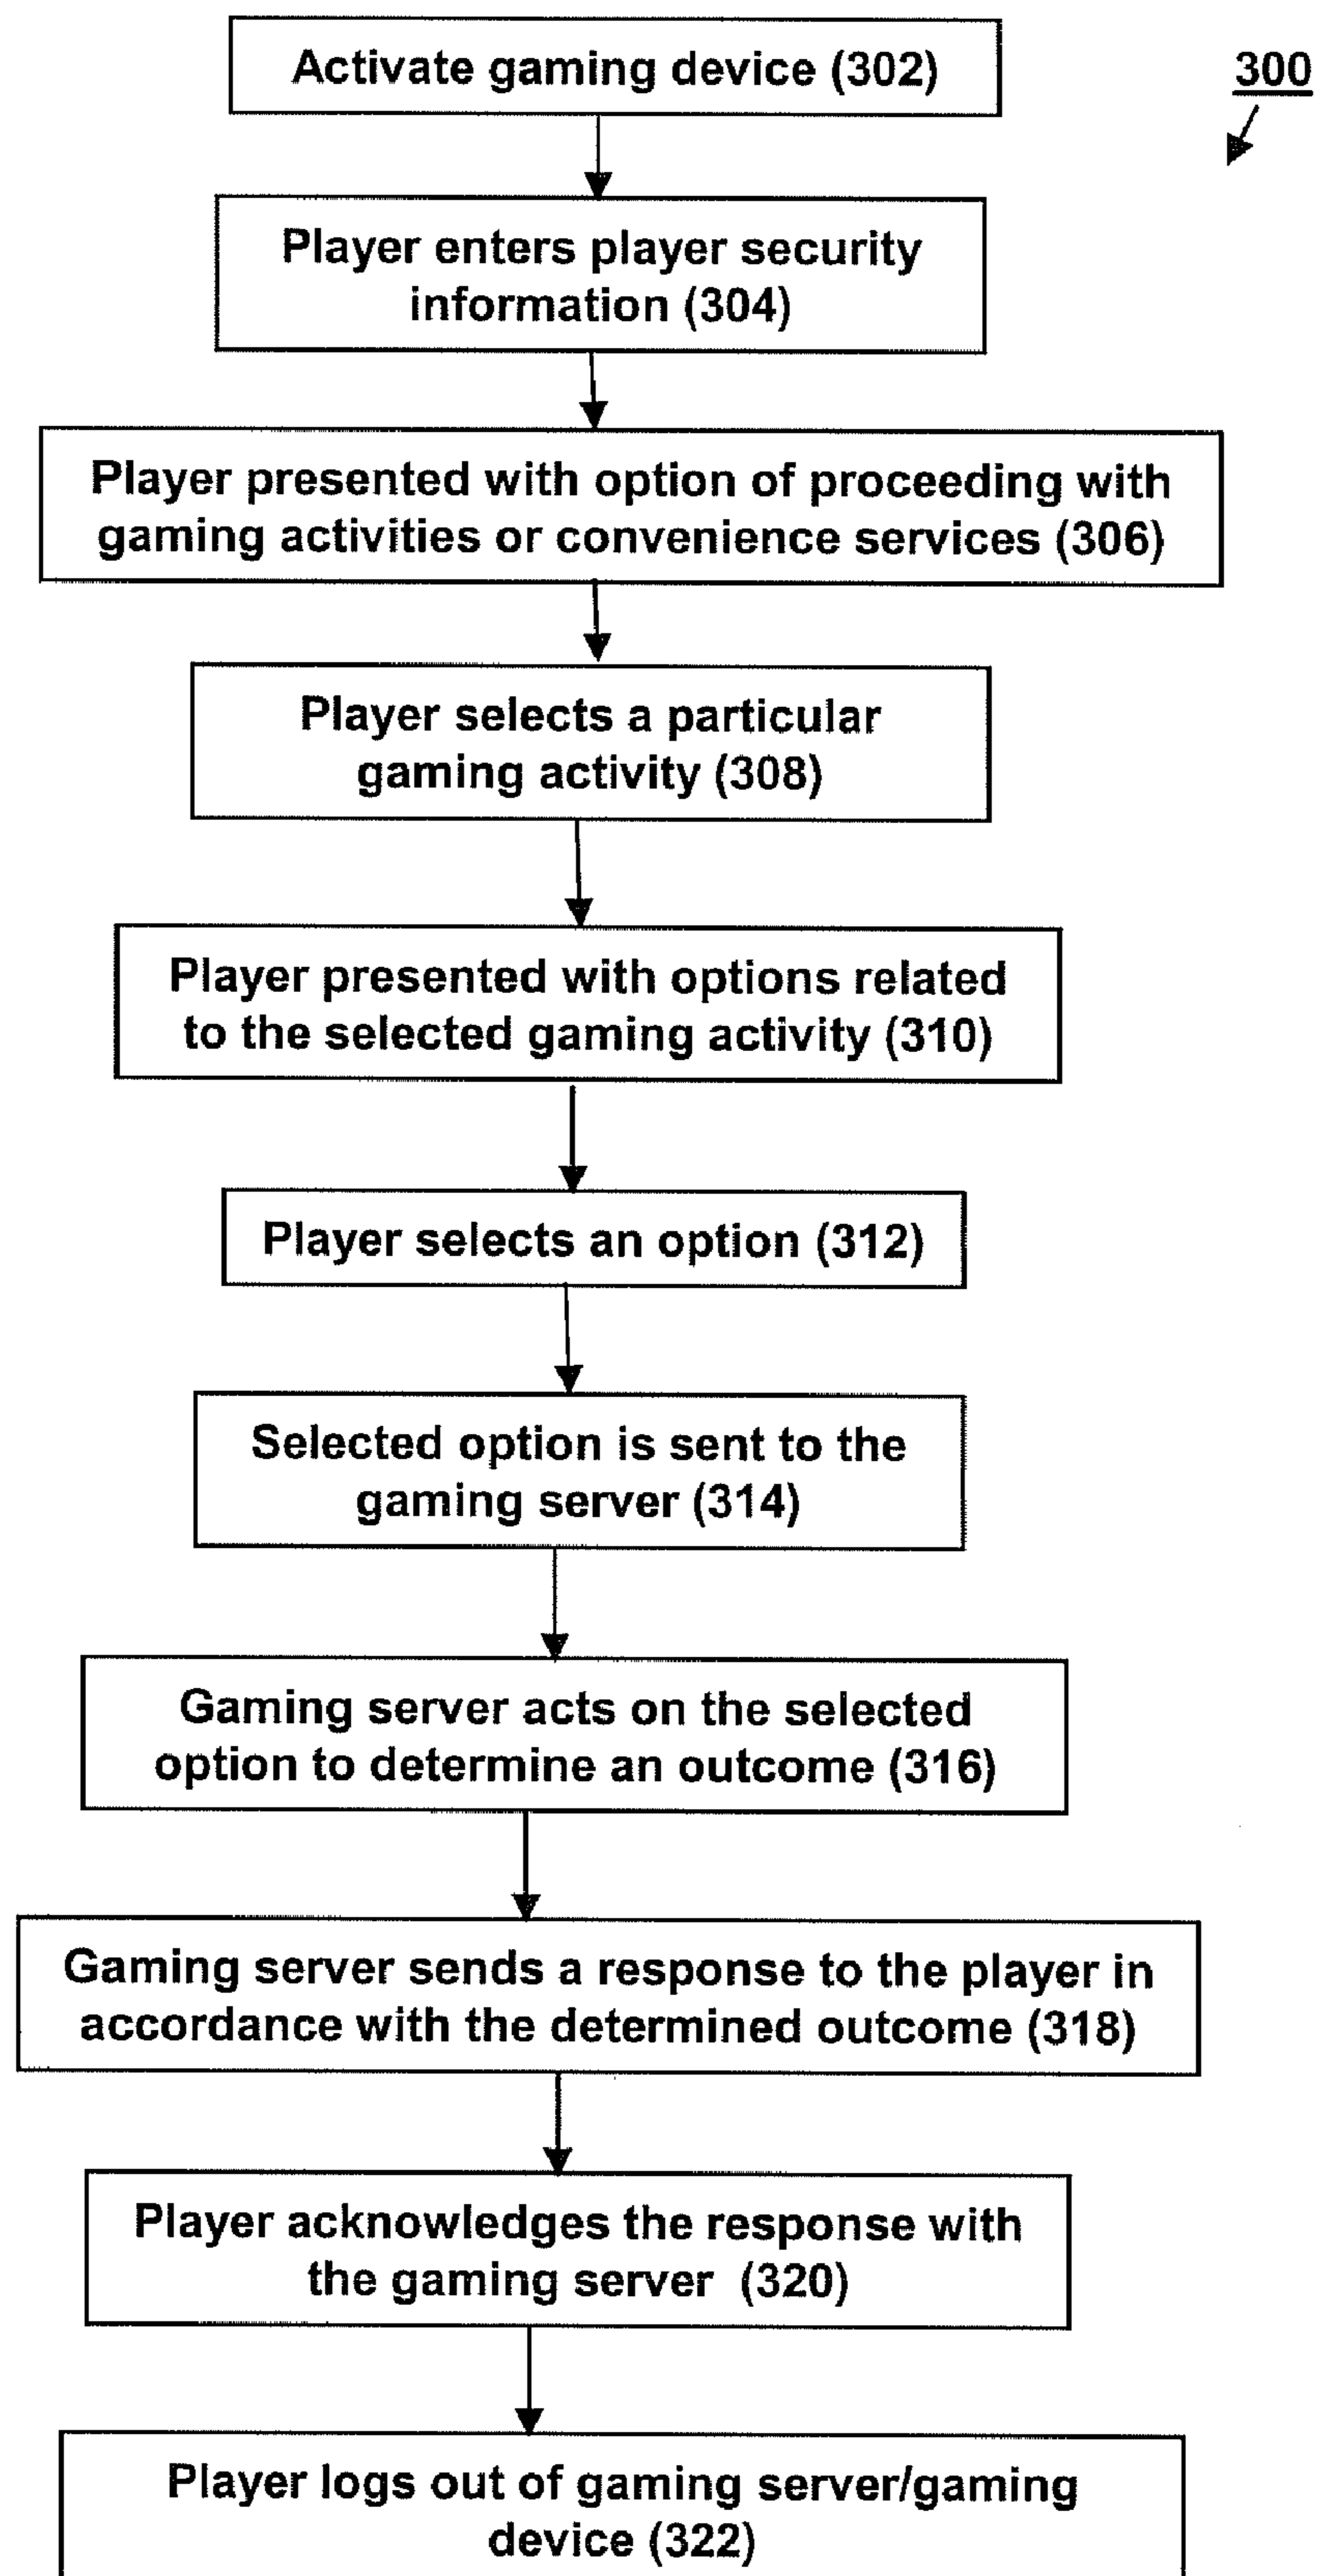 Activate gaming device (302)
300
Player enters player security
information (304)
Player presented with option of proceeding with
gaming activities or convenience services (306)
Player selects a particular
gaming activity (308)
Player presented with options related
to the selected gaming activity (310)
Player selects an option (312)
Selected option is sent to the
gaming server (314)
Gaming server acts on the selected
option to determine an outcome (316)
Gaming server sends a response to the player in
accordance with the determined outcome (318)
Player acknowledges the response with
the gaming server (320)
Player logs out of gaming server/gaming
device (322)